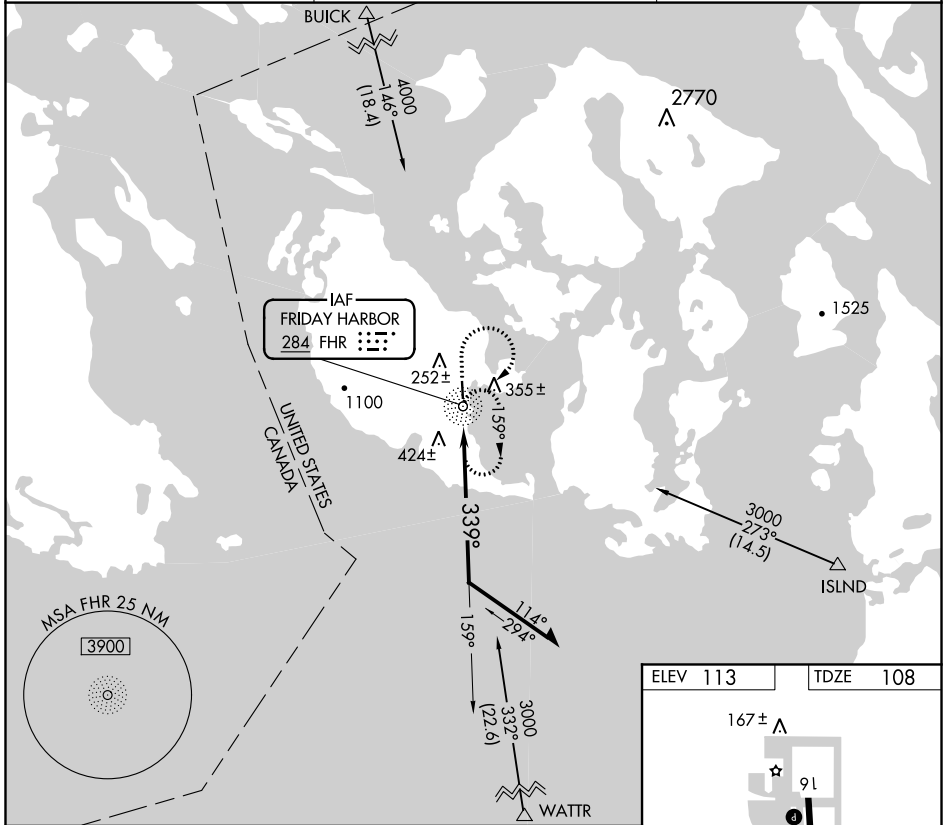 BUICK
4000
146°
(18.4)
2770
IAF
FRIDAY HARBOR
284 FHR
1525
252±
355±
1100
159°
424±
UNITED STATES
CANADA
339°
3000
273°
(14.5)
ISLND
MSA FHR 25 NM
3900
114°
294°
159°
3000
332°
(22.6)
WATTR
ELEV 113
TDZE 108
167±
16
P